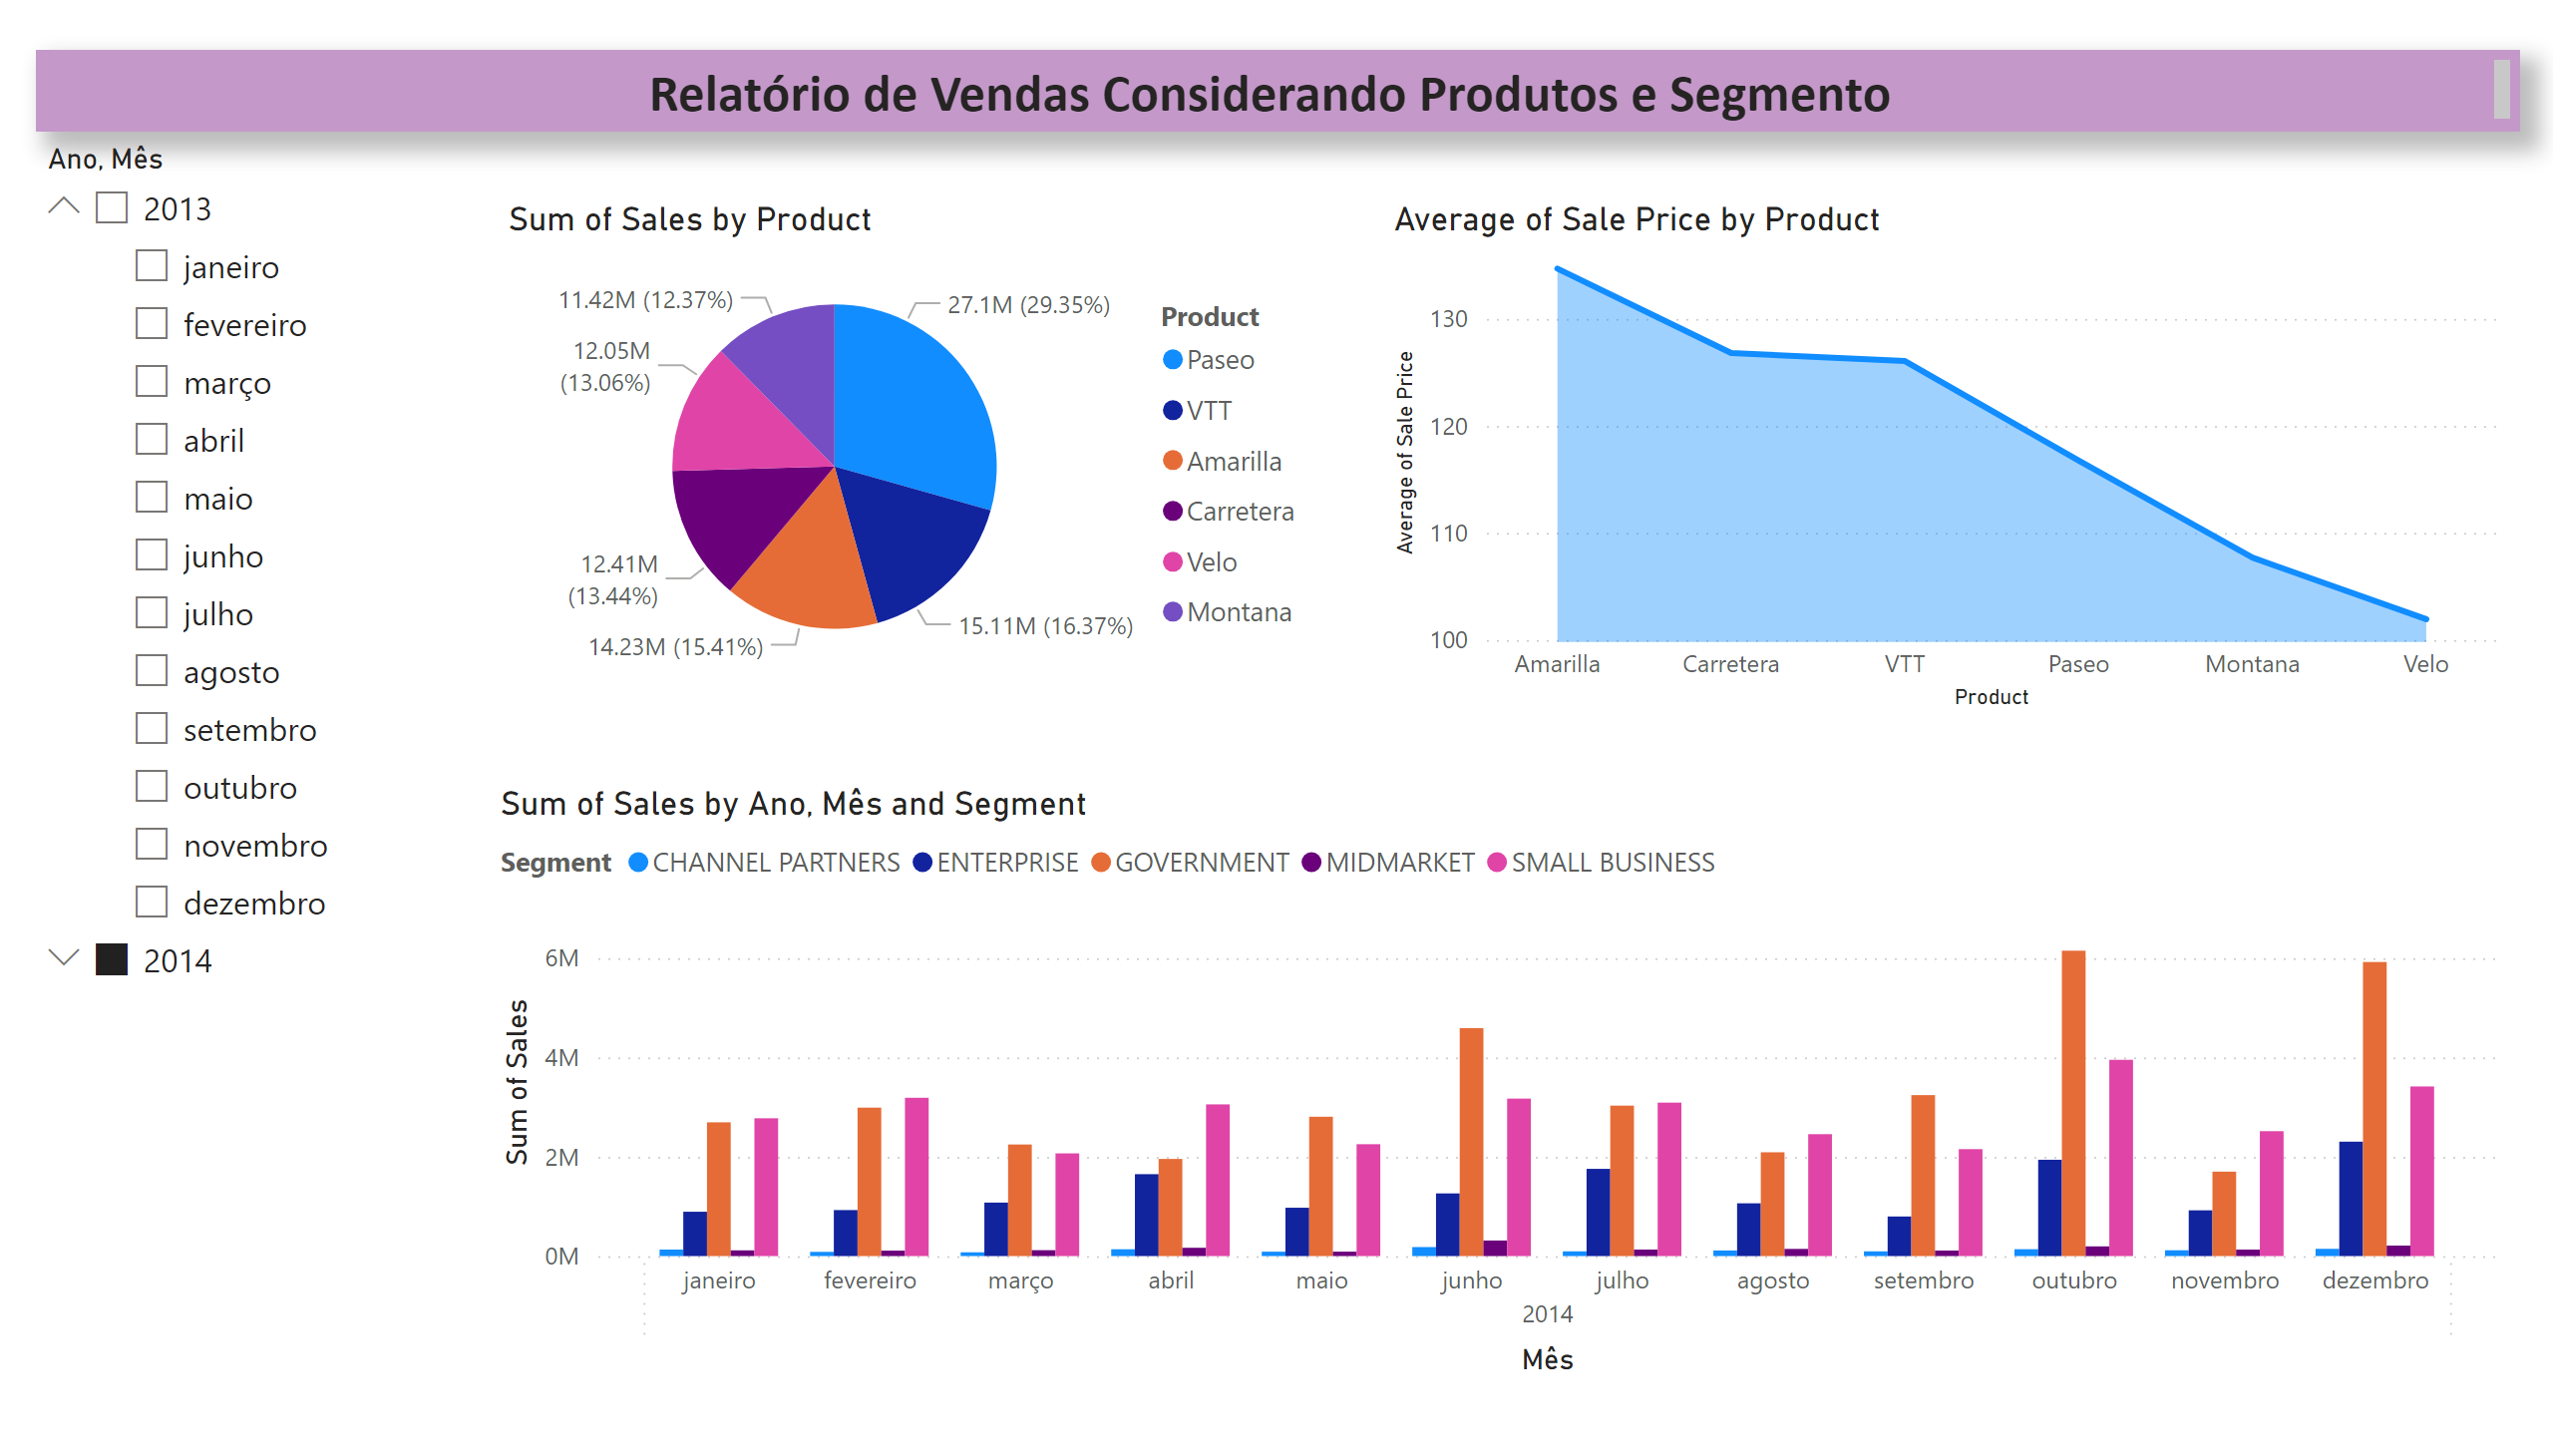 Relatório de Vendas Considerando Produtos e Segmento
Ano, Mês
2013
janeiro
fevereiro
março
abril
maio
junho
julho
agosto
setembro
outubro
novembro
dezembro
2014
Sum of Sales by Product
11.42M (12.37%)
27.1M (29.35%)
12.05M
(13.06%)
12.41M
(13.44%)
14.23M (15.41%)
15.11M (16.37%)
Product
Paseo
VTT
Amarilla
Carretera
Velo
Montana
Average of Sale Price by Product
Average of Sale Price
130
120
110
100
Amarilla Carretera VTT Paseo Montana Velo
Product
Sum of Sales by Ano, Mês and Segment
Segment CHANNEL PARTNERS ENTERPRISE GOVERNMENT MIDMARKET SMALL BUSINESS
Sum of Sales
6M
4M
2M
0M
janeiro fevereiro março abril maio junho julho agosto setembro outubro novembro dezembro
2014
Mês